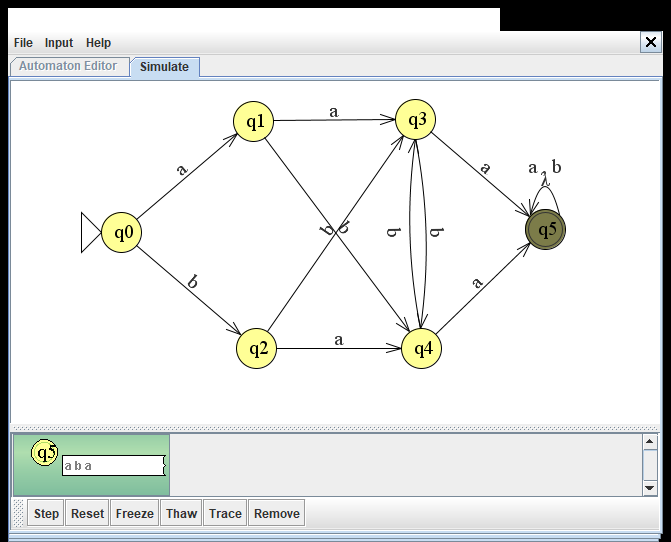 File Input Help
Automaton Editor Simulate
q1 a q3
a a a , b
λ
q0 b b b b q5
b a
q2 a q4
q5
a b a
Step Reset Freeze Thaw Trace Remove